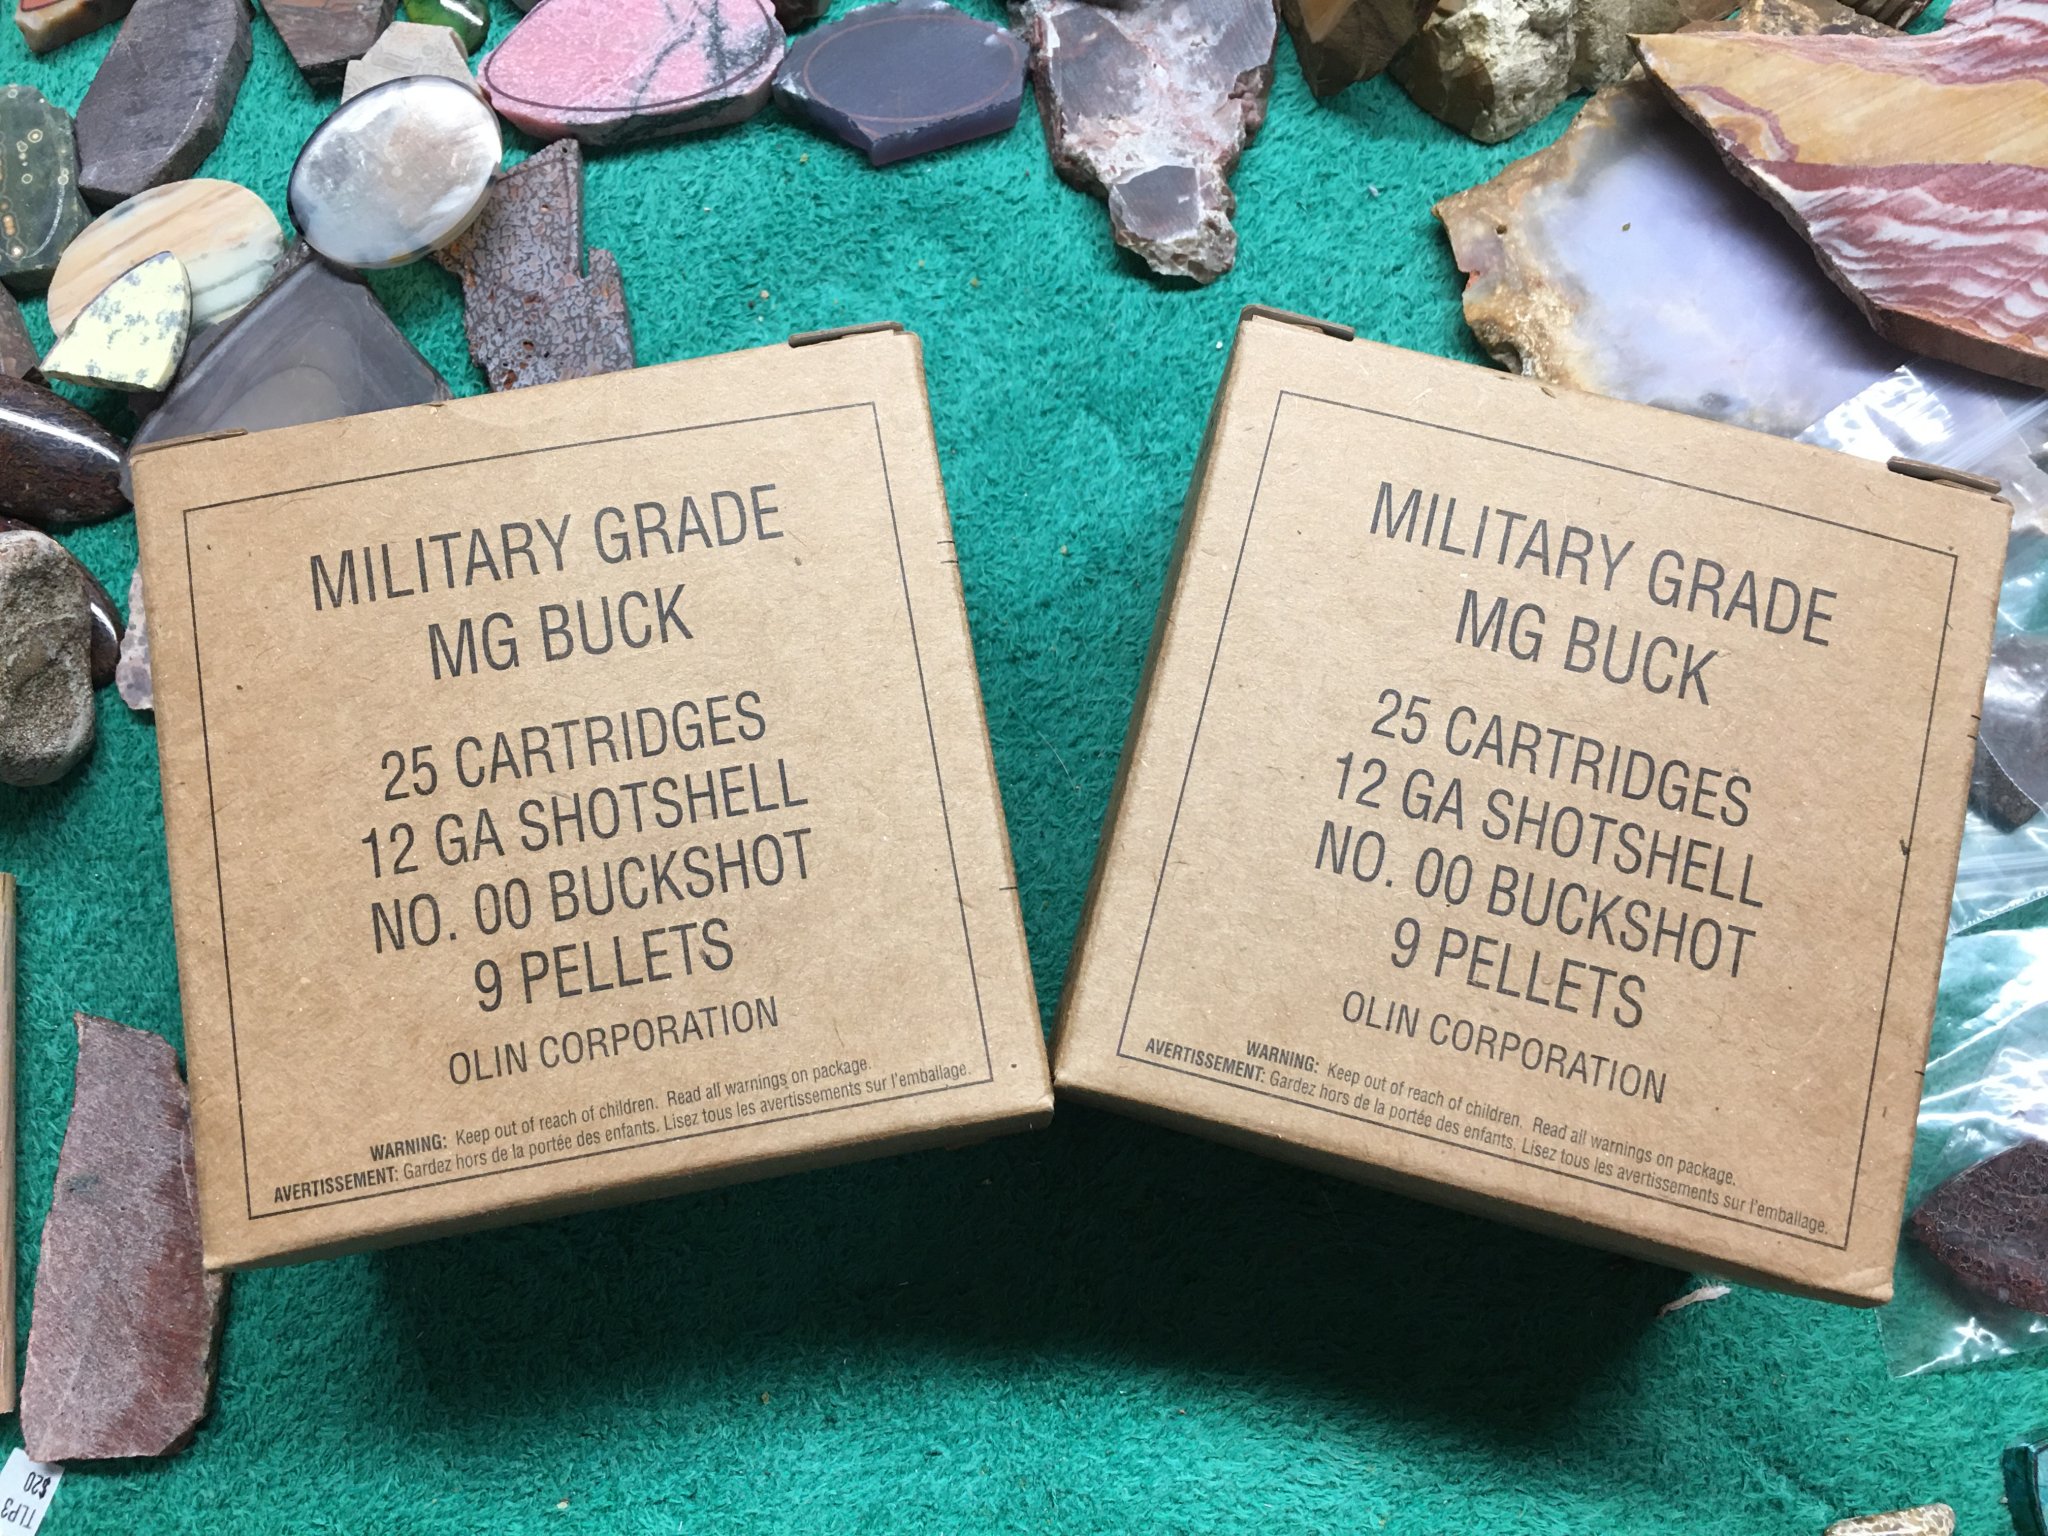 MILITARY GRADE
MG BUCK
25 CARTRIDGES
12 GA SHOTSHELL
NO. 00 BUCKSHOT
9 PELLETS
OLIN CORPORATION
WARNING: Keep out of reach of children. Read all warnings on package.
AVERTISSEMENT: Gardez hors de la portée des enfants. Lisez tous les avertissements sur l'emballage.
MILITARY GRADE
MG BUCK
25 CARTRIDGES
12 GA SHOTSHELL
NO. 00 BUCKSHOT
9 PELLETS
OLIN CORPORATION
WARNING: Keep out of reach of children. Read all warnings on package.
AVERTISSEMENT: Gardez hors de la portée des enfants. Lisez tous les avertissements sur l'emballage.
TLP3
$20